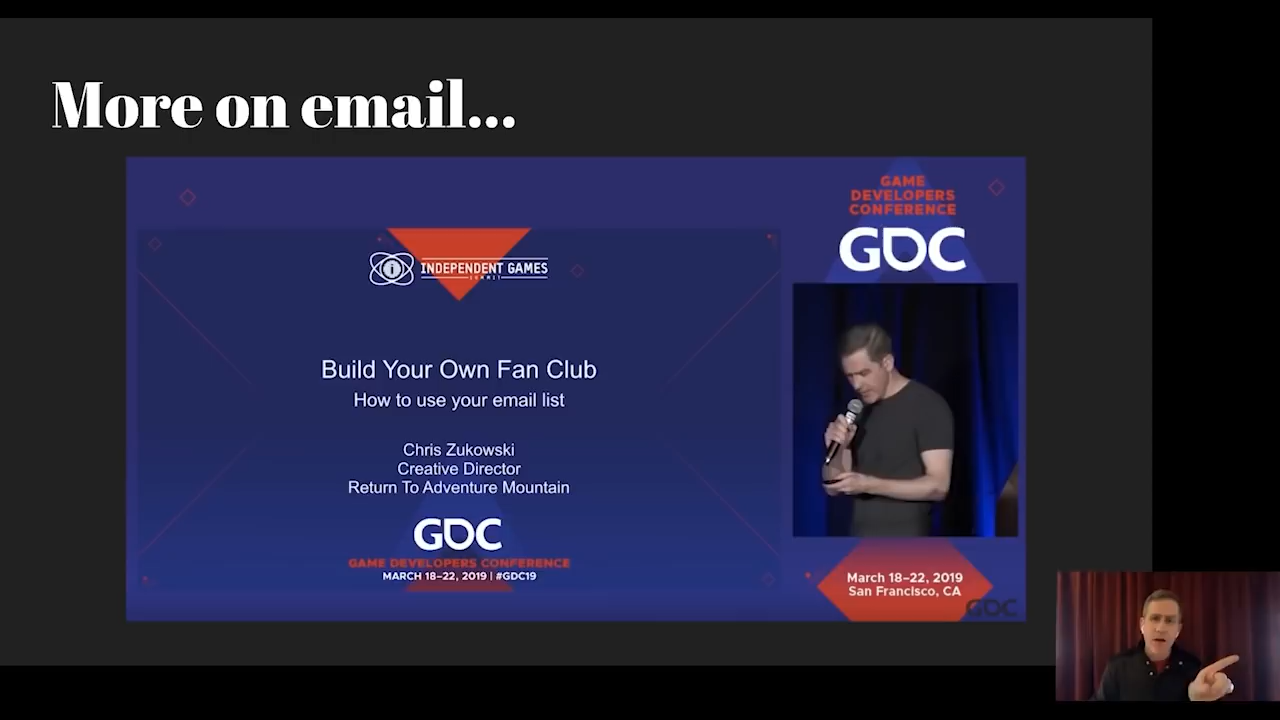 More on email...
GAME
DEVELOPERS
CONFERENCE
GDC
INDEPENDENT GAMES
SUMMIT
Build Your Own Fan Club
How to use your email list
Chris Zukowski
Creative Director
Return To Adventure Mountain
GDC
GAME DEVELOPERS CONFERENCE
MARCH 18–22, 2019 | #GDC19
March 18–22, 2019
San Francisco, CA
GDC